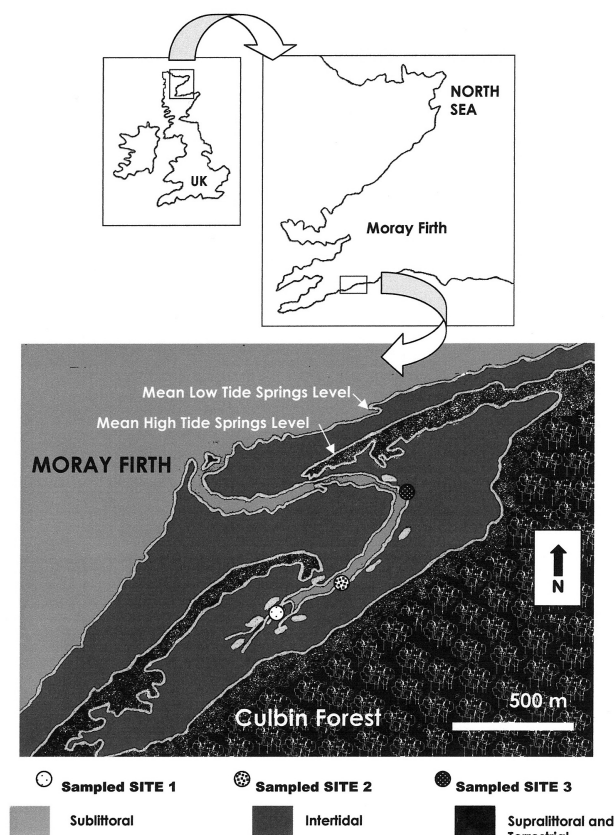 NORTH
SEA
UK
Moray Firth
Mean Low Tide Springs Level
Mean High Tide Springs Level
MORAY FIRTH
N
500 m
Culbin Forest
Sampled SITE 1
Sampled SITE 2
Sampled SITE 3
Sublittoral
Intertidal
Supralittoral and
Terrestrial